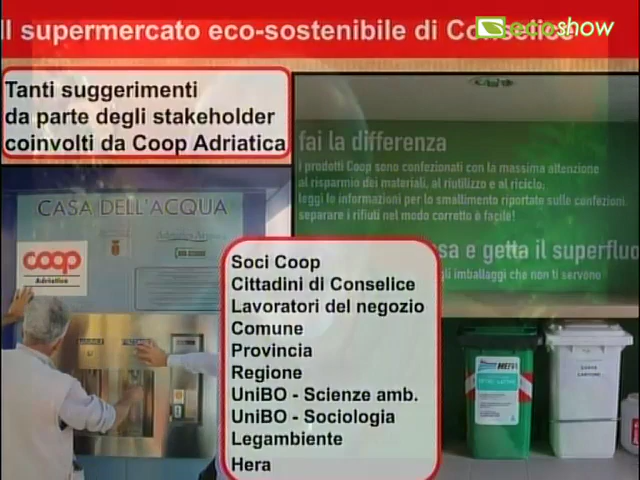 Il supermercato eco-sostenibile di Conselice
ecoshow
Tanti suggerimenti
da parte degli stakeholder
coinvolti da Coop Adriatica
fai la differenza
i prodotti Coop sono confezionati con la massima attenzione
al risparmio dei materiali, al riutilizzo e al riciclo;
leggi le informazioni per lo smaltimento riportate sulle confezioni.
separare i rifiuti nel modo corretto è facile!
sa e getta il superfluo
gli imballaggi che non ti servono
CASA DELL'ACQUA
coop
Adriatica
Soci Coop
Cittadini di Conselice
Lavoratori del negozio
Comune
Provincia
Regione
UniBO - Scienze amb.
UniBO - Sociologia
Legambiente
Hera
HERA